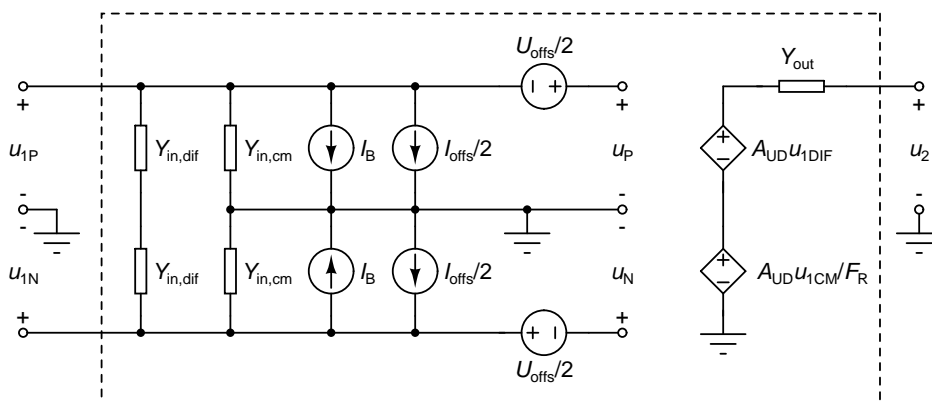 U_offs/2
Y_out
+
+
+
u_1P
Y_in,dif
Y_in,cm
I_B
I_offs/2
u_P
+
−
A_UD u_1DIF
u_2
-
-
-
-
-
u_1N
Y_in,dif
Y_in,cm
I_B
I_offs/2
u_N
+
−
A_UD u_1CM/F_R
+
− +
+ −
+
U_offs/2